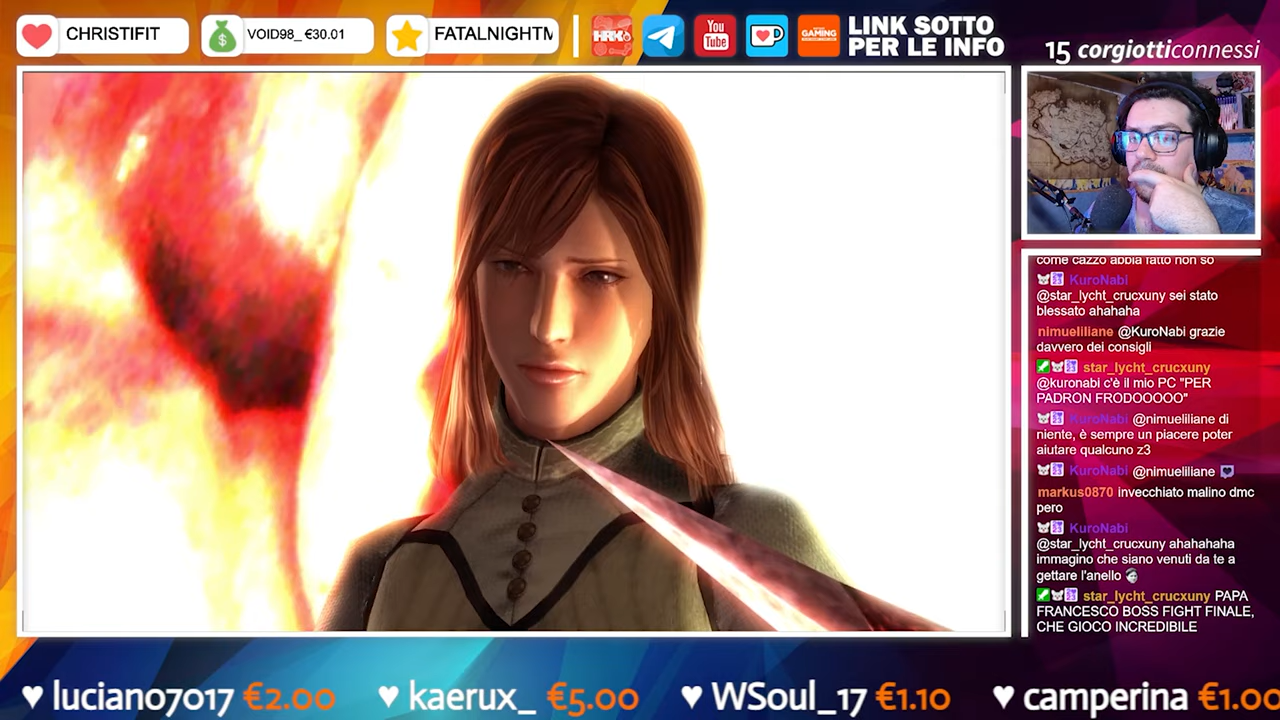 CHRISTIFIT
VOID98_ €30.01
FATALNIGHTM
HRK
You
Tube
GAMING
LINK SOTTO
PER LE INFO
15 corgiotticonnessi
come cazzo abbia fatto non so
KuroNabi
@star_lycht_crucxuny sei stato
blessato ahahaha
nimueliliane @KuroNabi grazie
davvero dei consigli
star_lycht_crucxuny
@kuronabi c'è il mio PC "PER
PADRON FRODOOOOO"
KuroNabi @nimueliliane di
niente, è sempre un piacere poter
aiutare qualcuno z3
KuroNabi @nimueliliane
markus0870 invecchiato malino dmc
pero
KuroNabi
@star_lycht_crucxuny ahahahaha
immagino che siano venuti da te a
gettare l'anello
star_lycht_crucxuny PAPA
FRANCESCO BOSS FIGHT FINALE,
CHE GIOCO INCREDIBILE
♥ luciano7017 €2.00 ♥ kaerux_ €5.00 ♥ WSoul_17 €1.10 ♥ camperina €1.00